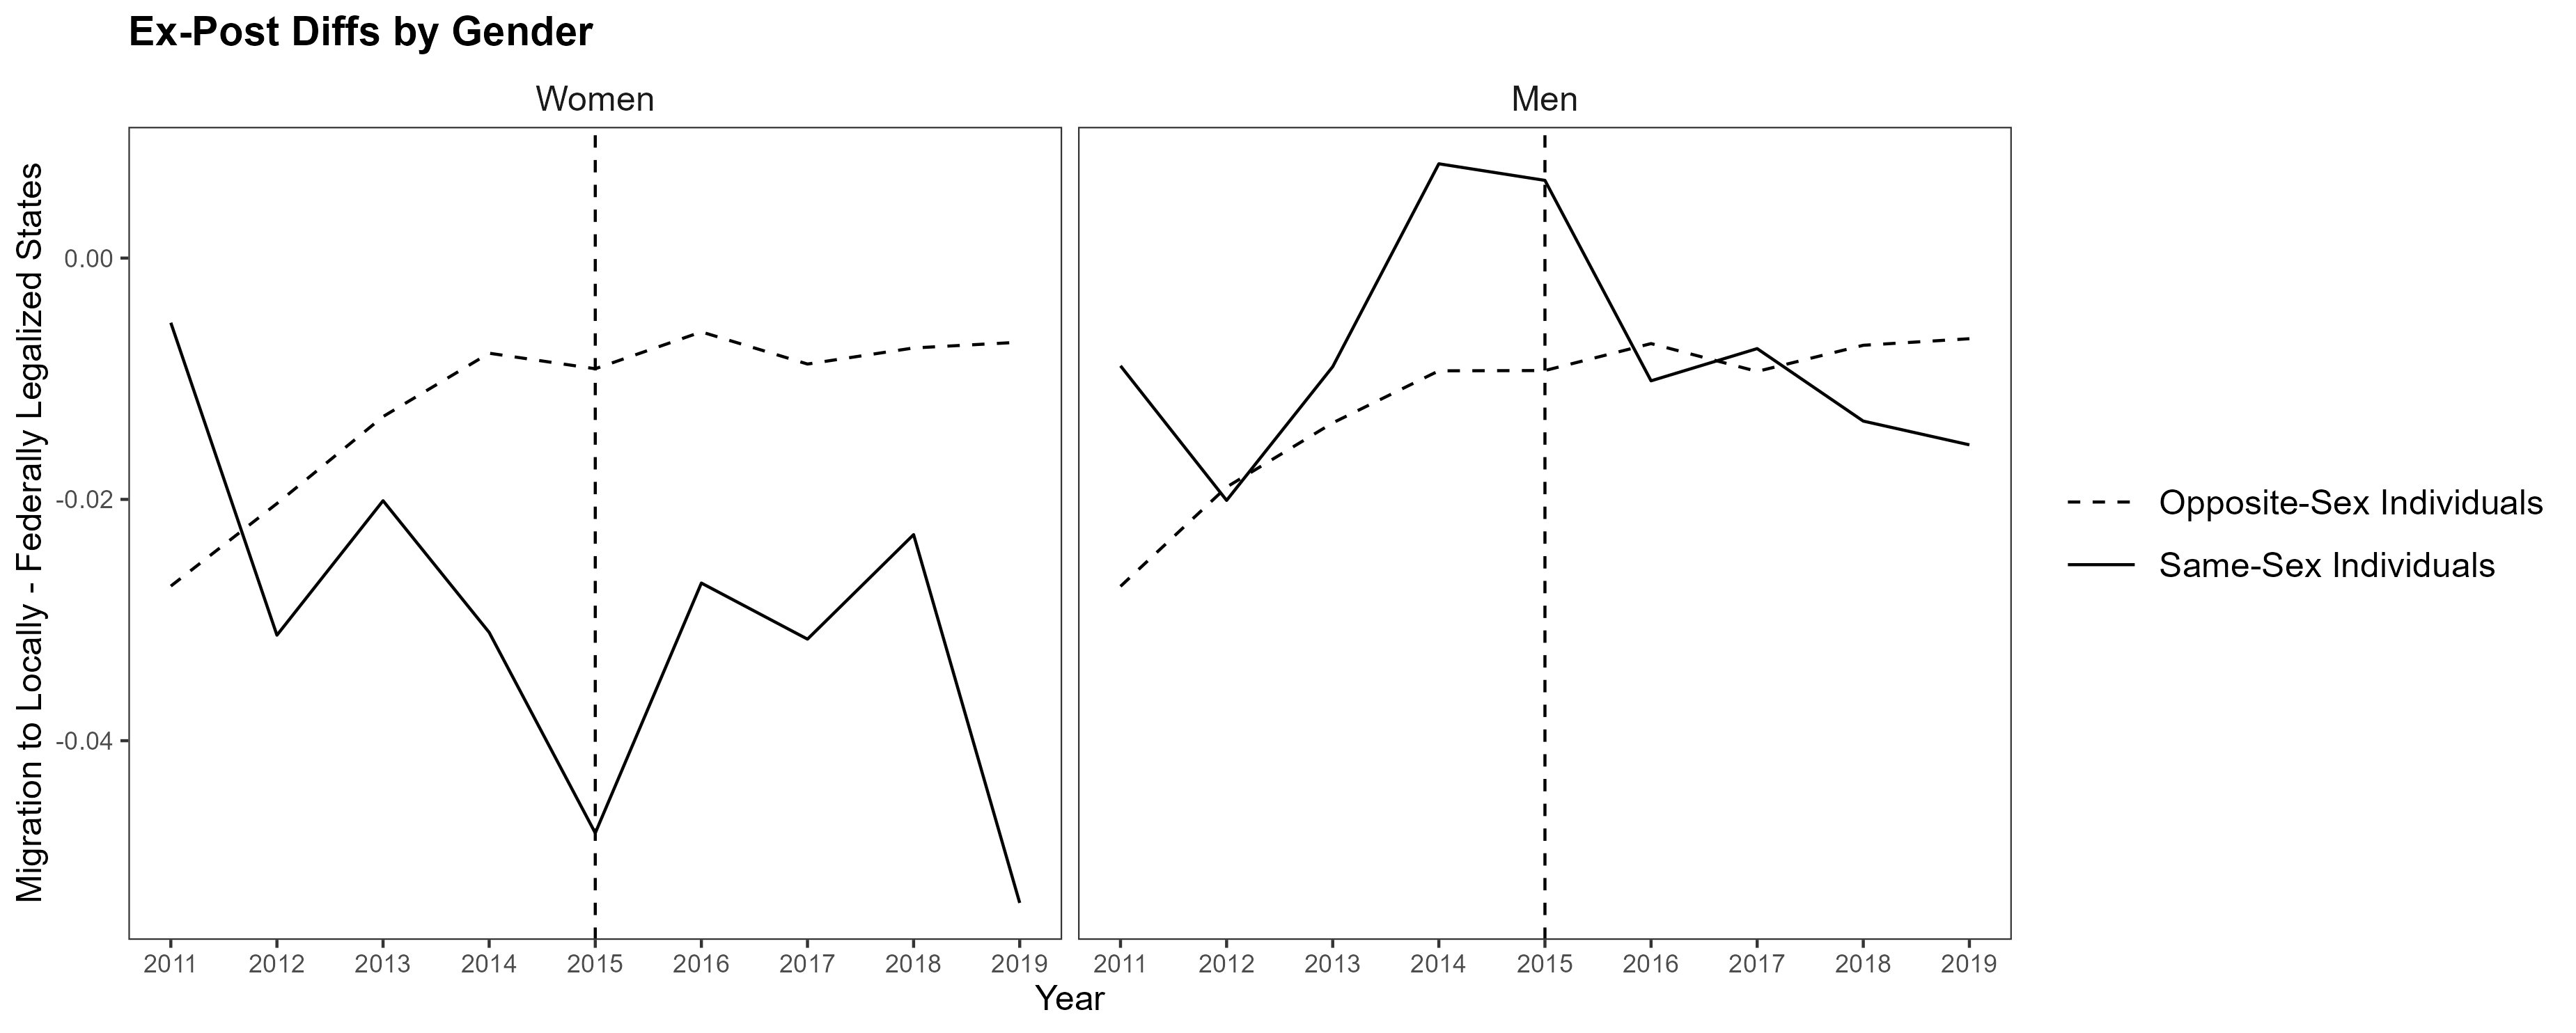 Ex-Post Diffs by Gender
Women
Men
Migration to Locally - Federally Legalized States
0.00
-0.02
-0.04
2011 2012 2013 2014 2015 2016 2017 2018 2019
2011 2012 2013 2014 2015 2016 2017 2018 2019
Year
Opposite-Sex Individuals
Same-Sex Individuals